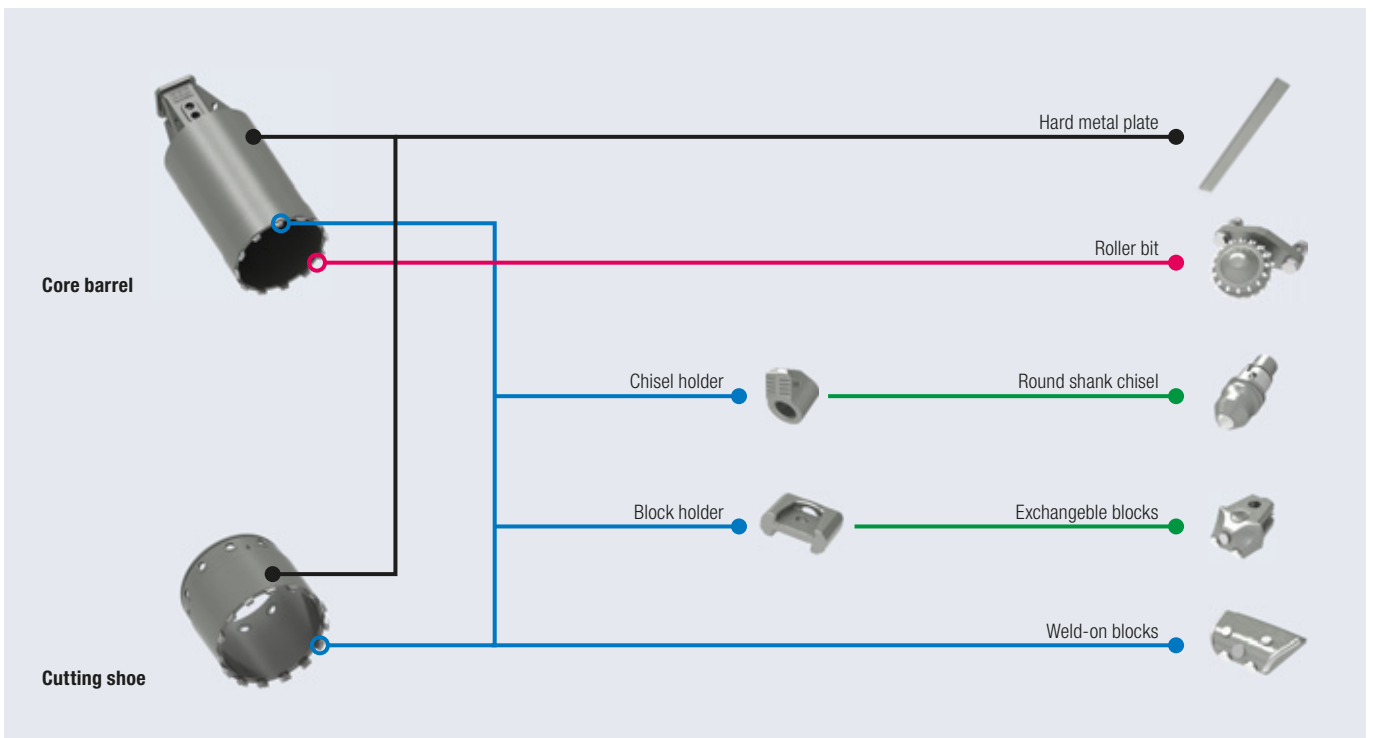 Hard metal plate
Roller bit
Core barrel
Chisel holder
Round shank chisel
Block holder
Exchangeble blocks
Weld-on blocks
Cutting shoe